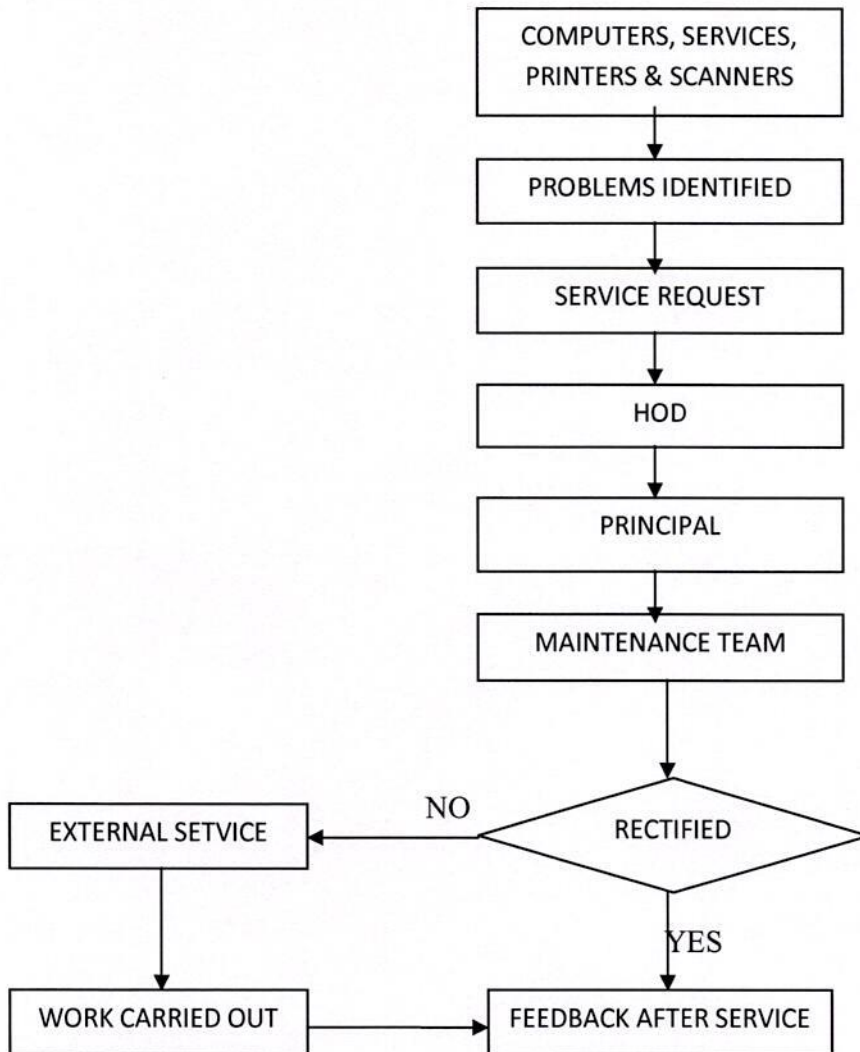 COMPUTERS, SERVICES,
PRINTERS & SCANNERS
PROBLEMS IDENTIFIED
SERVICE REQUEST
HOD
PRINCIPAL
MAINTENANCE TEAM
RECTIFIED
NO
EXTERNAL SETVICE
YES
WORK CARRIED OUT
FEEDBACK AFTER SERVICE